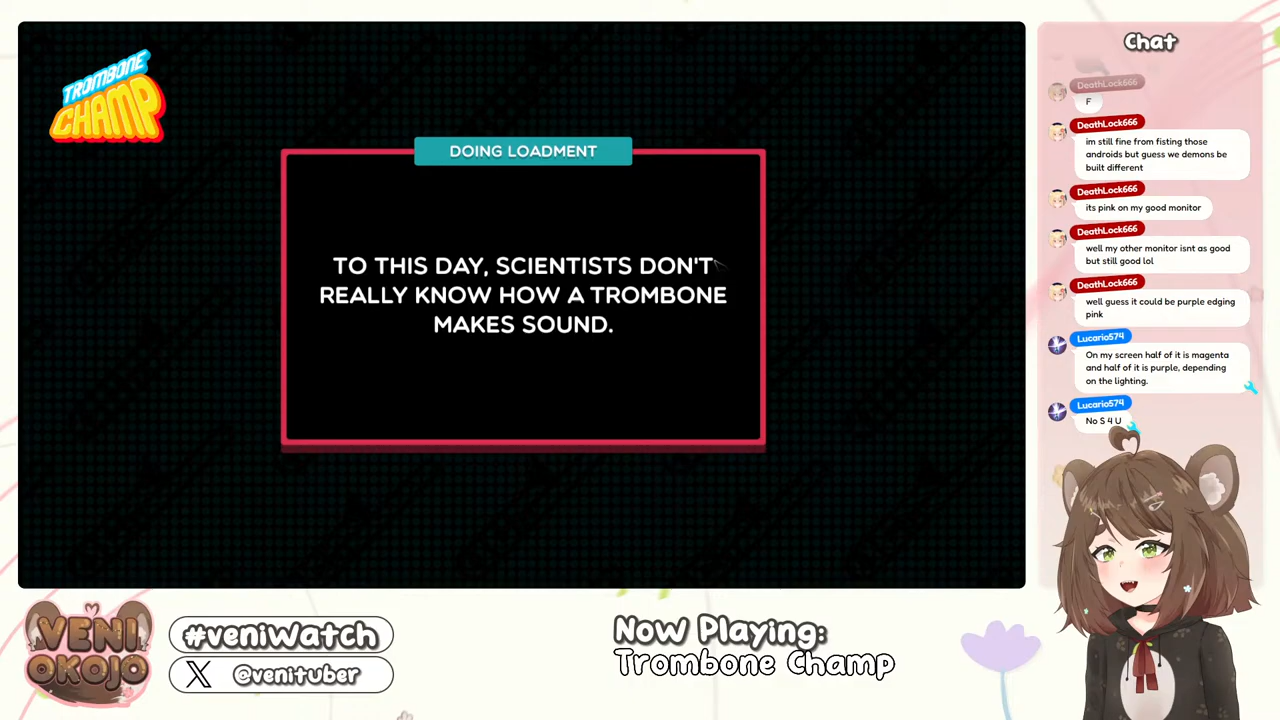 TROMBONE
CHAMP
DOING LOADMENT
TO THIS DAY, SCIENTISTS DON'T
REALLY KNOW HOW A TROMBONE
MAKES SOUND.
Chat
DeathLock666
F
DeathLock666
im still fine from fisting those
androids but guess we demons be
built different
DeathLock666
its pink on my good monitor
DeathLock666
well my other monitor isnt as good
but still good lol
DeathLock666
well guess it could be purple edging
pink
Lucario574
On my screen half of it is magenta
and half of it is purple, depending
on the lighting.
Lucario574
No S 4 U
VENI
OKOJO
#veniWatch
@venituber
Now Playing:
Trombone Champ